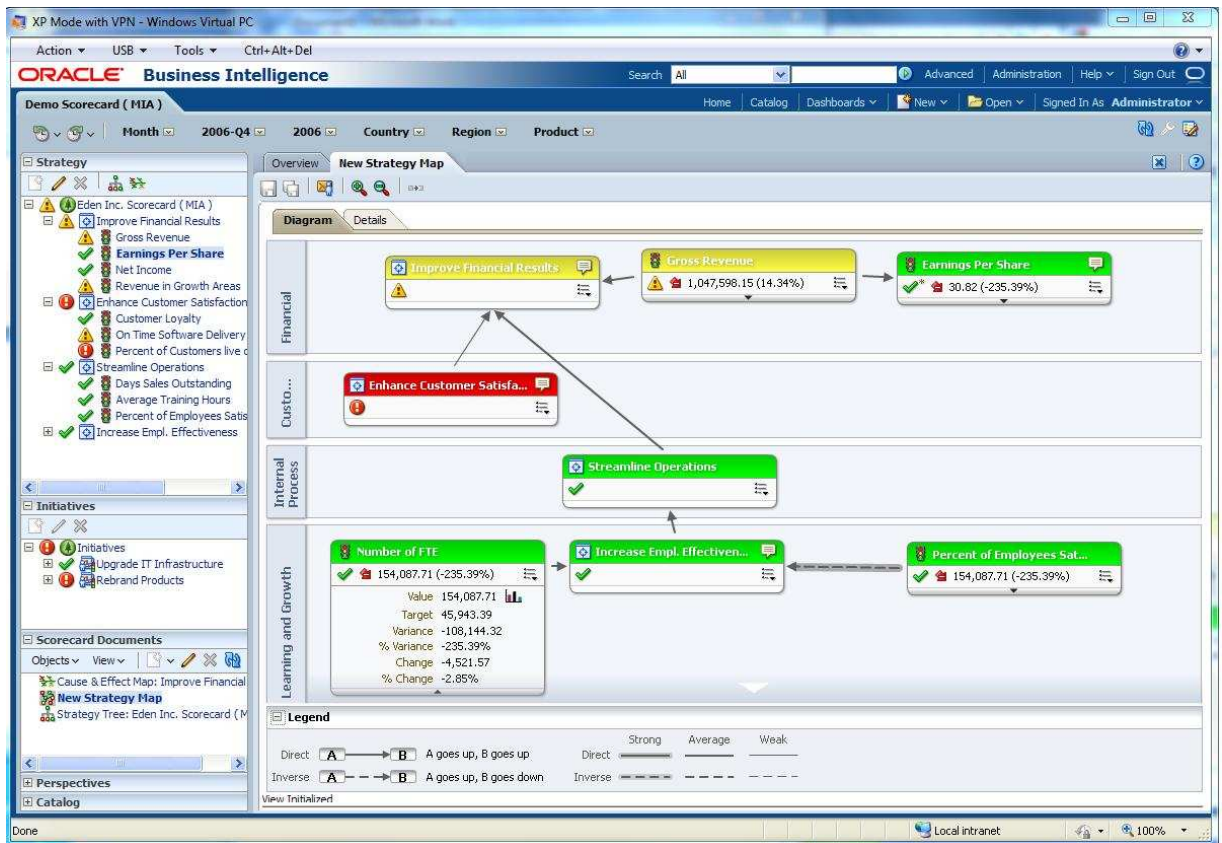 XP Mode with VPN - Windows Virtual PC
Action USB Tools Ctrl+Alt+Del
ORACLE Business Intelligence
Search All Advanced Administration Help Sign Out
Demo Scorecard ( MIA )
Home Catalog Dashboards New Open Signed In As Administrator
Month 2006-Q4 2006 Country Region Product
Strategy
Eden Inc. Scorecard ( MIA )
Improve Financial Results
Gross Revenue
Earnings Per Share
Net Income
Revenue in Growth Areas
Enhance Customer Satisfaction
Customer Loyalty
On Time Software Delivery
Percent of Customers live
Streamline Operations
Days Sales Outstanding
Average Training Hours
Percent of Employees Satis
Increase Empl. Effectiveness
Initiatives
Initiatives
Upgrade IT Infrastructure
Rebrand Products
Scorecard Documents
Objects View
Cause & Effect Map: Improve Financial
New Strategy Map
Strategy Tree: Eden Inc. Scorecard ( M
Perspectives
Catalog
Overview New Strategy Map
Diagram Details
Financial
Improve Financial Results
Gross Revenue
1,047,598.15 (14.34%)
Earnings Per Share
* 30.82 (-235.39%)
Custo...
Enhance Customer Satisfa...
Internal
Process
Streamline Operations
Learning and Growth
Number of FTE
154,087.71 (-235.39%)
Value 154,087.71
Target 45,943.39
Variance -108,144.32
% Variance -235.39%
Change -4,521.57
% Change -2.85%
Increase Empl. Effectiven...
Percent of Employees Sat...
154,087.71 (-235.39%)
Legend
Strong Average Weak
Direct A B A goes up, B goes up Direct
Inverse A B A goes up, B goes down Inverse
View Initialized
Done Local intranet 100%